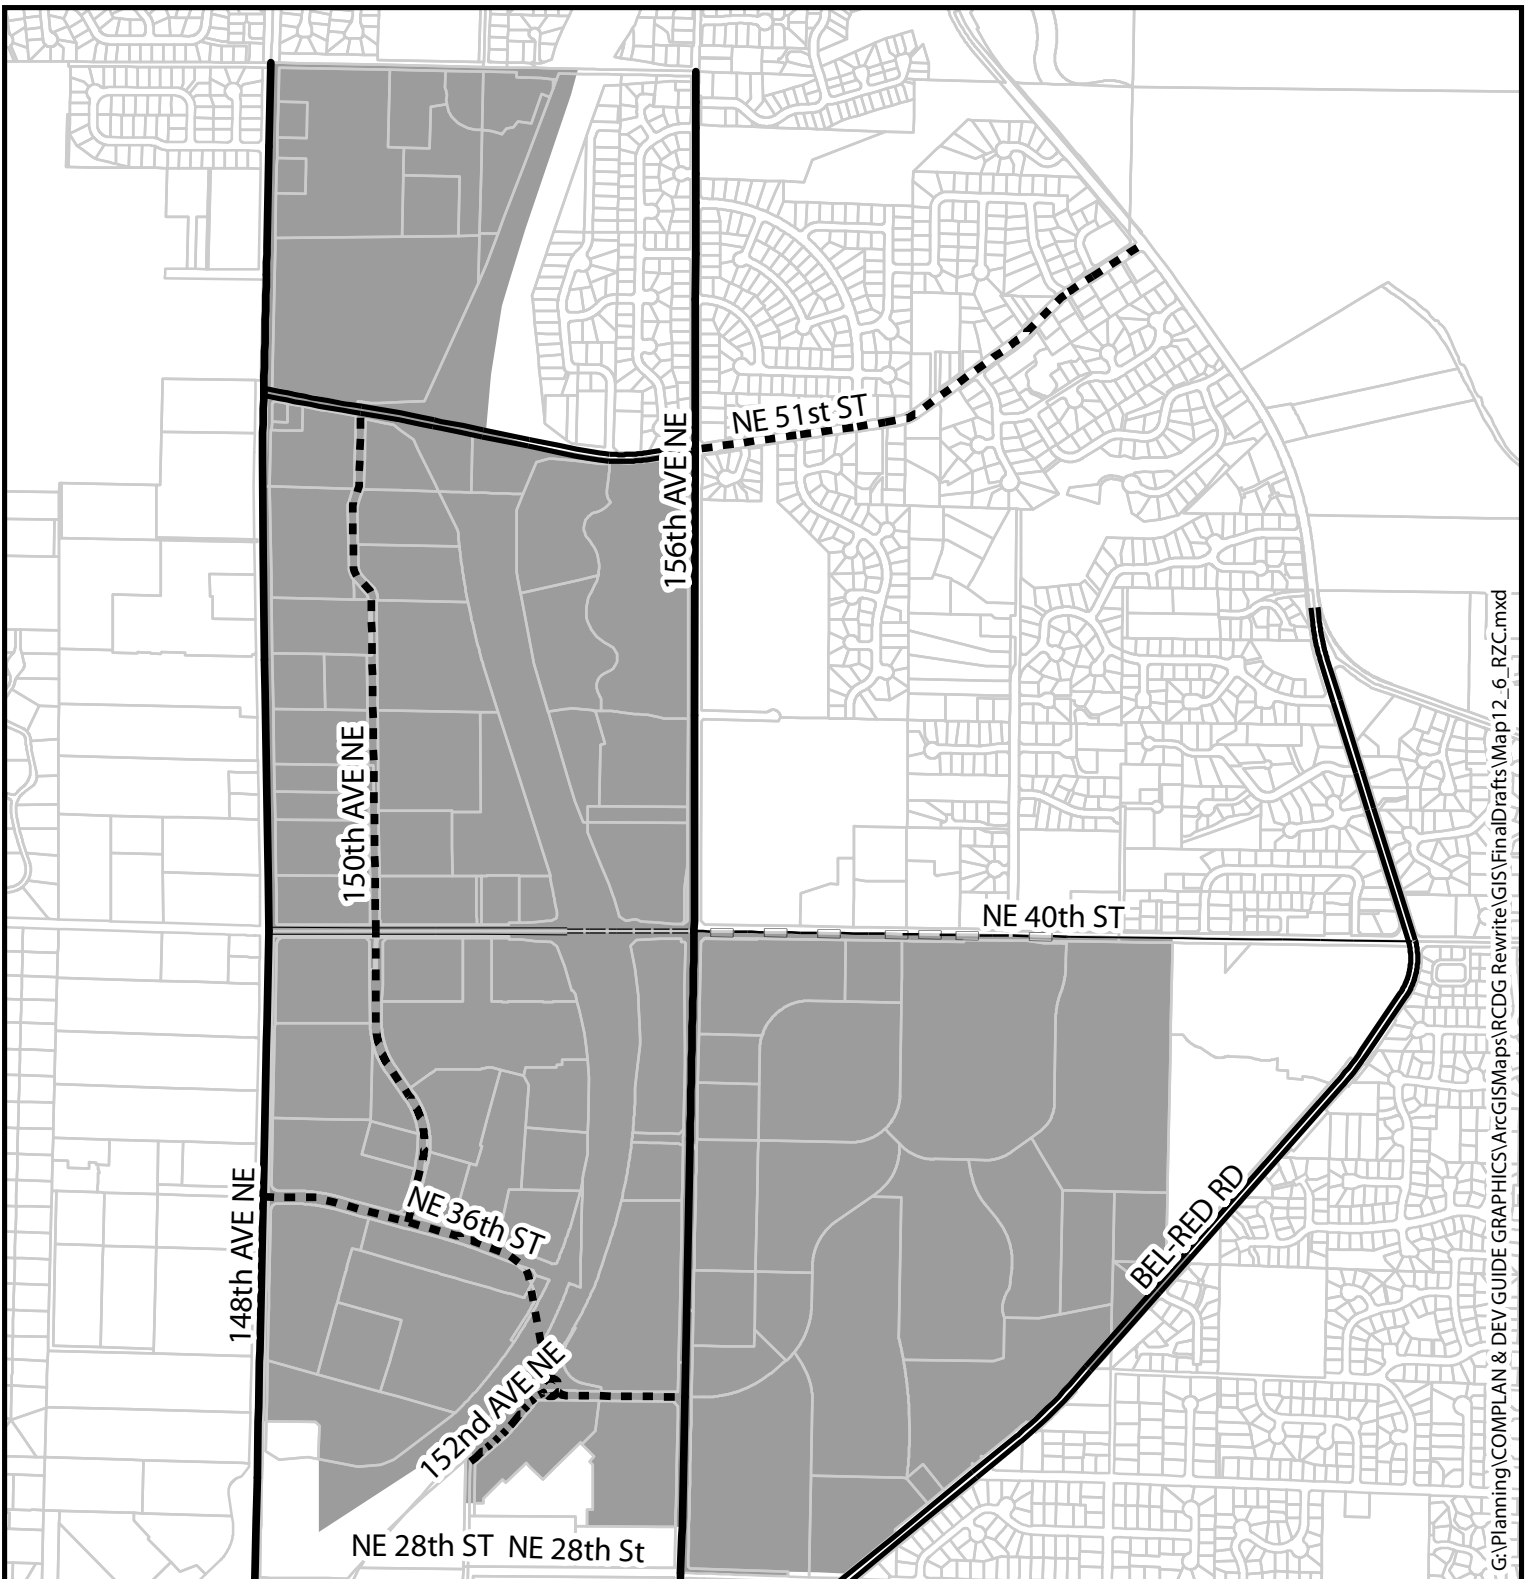 NE 51st ST
156th AVE NE
150th AVE NE
NE 40th ST
148th AVE NE
NE 36th ST
BEL-RED RD
152nd AVE NE
NE 28th ST
NE 28th St
G:\Planning\COMPLAN & DEV GUIDE GRAPHICS\ArcGISMaps\RCDG Rewrite\GIS\FinalDrafts\Map12_6_RZC.mxd